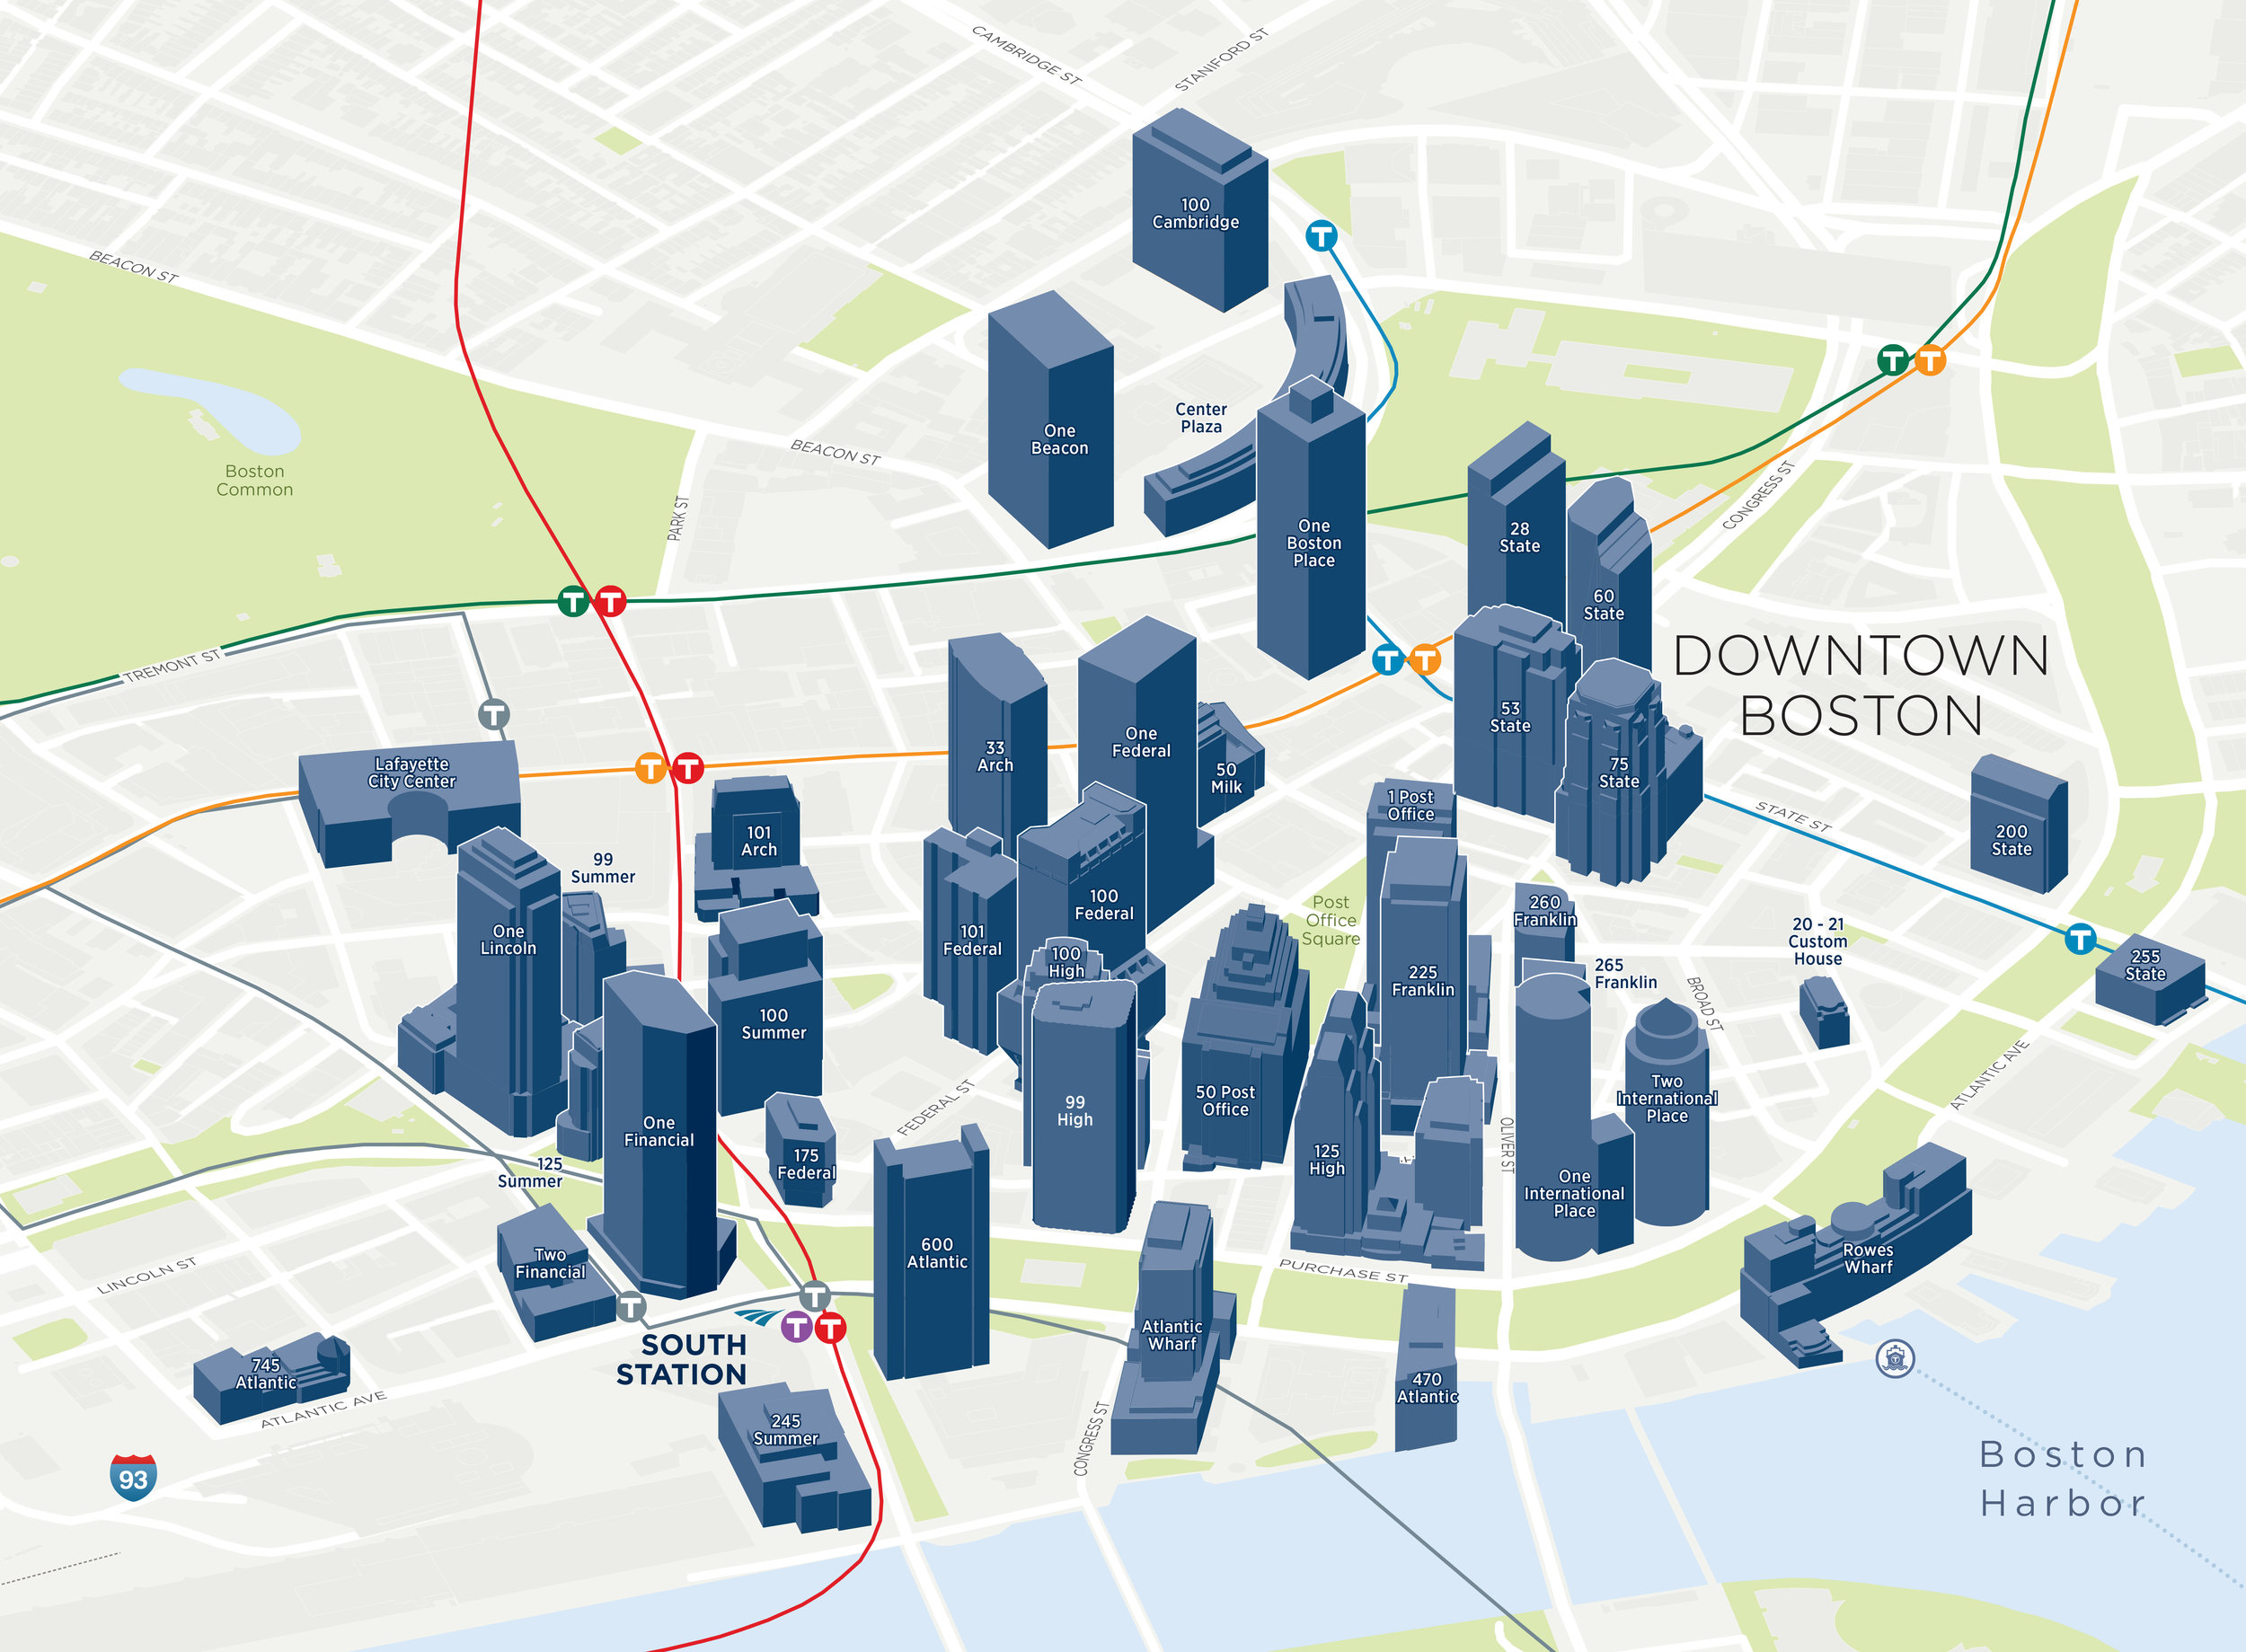 CAMBRIDGE ST
STANIFORD ST
100
Cambridge
T
BEACON ST
T
T
One
Beacon
Center
Plaza
BEACON ST
Boston
Common
PARK ST
CONGRESS ST
One
Boston
Place
28
State
60
State
T
T
TREMONT ST
T
T
T
DOWNTOWN
BOSTON
53
State
75
State
Lafayette
City Center
T
T
33
Arch
One
Federal
50
Milk
1 Post
Office
STATE ST
200
State
101
Arch
99
Summer
One
Lincoln
101
Federal
100
Federal
100
High
Post
Office
Square
225
Franklin
260
Franklin
265
Franklin
20 - 21
Custom
House
T
255
State
BROAD ST
100
Summer
One
Financial
175
Federal
FEDERAL ST
99
High
50 Post
Office
125
High
OLIVER ST
Two
International
Place
One
International
Place
ATLANTIC AVE
125
Summer
Two
Financial
600
Atlantic
LINCOLN ST
PURCHASE ST
Rowes
Wharf
T
T
T
T
SOUTH
STATION
Atlantic
Wharf
470
Atlantic
745
Atlantic
ATLANTIC AVE
245
Summer
CONGRESS ST
93
Boston
Harbor